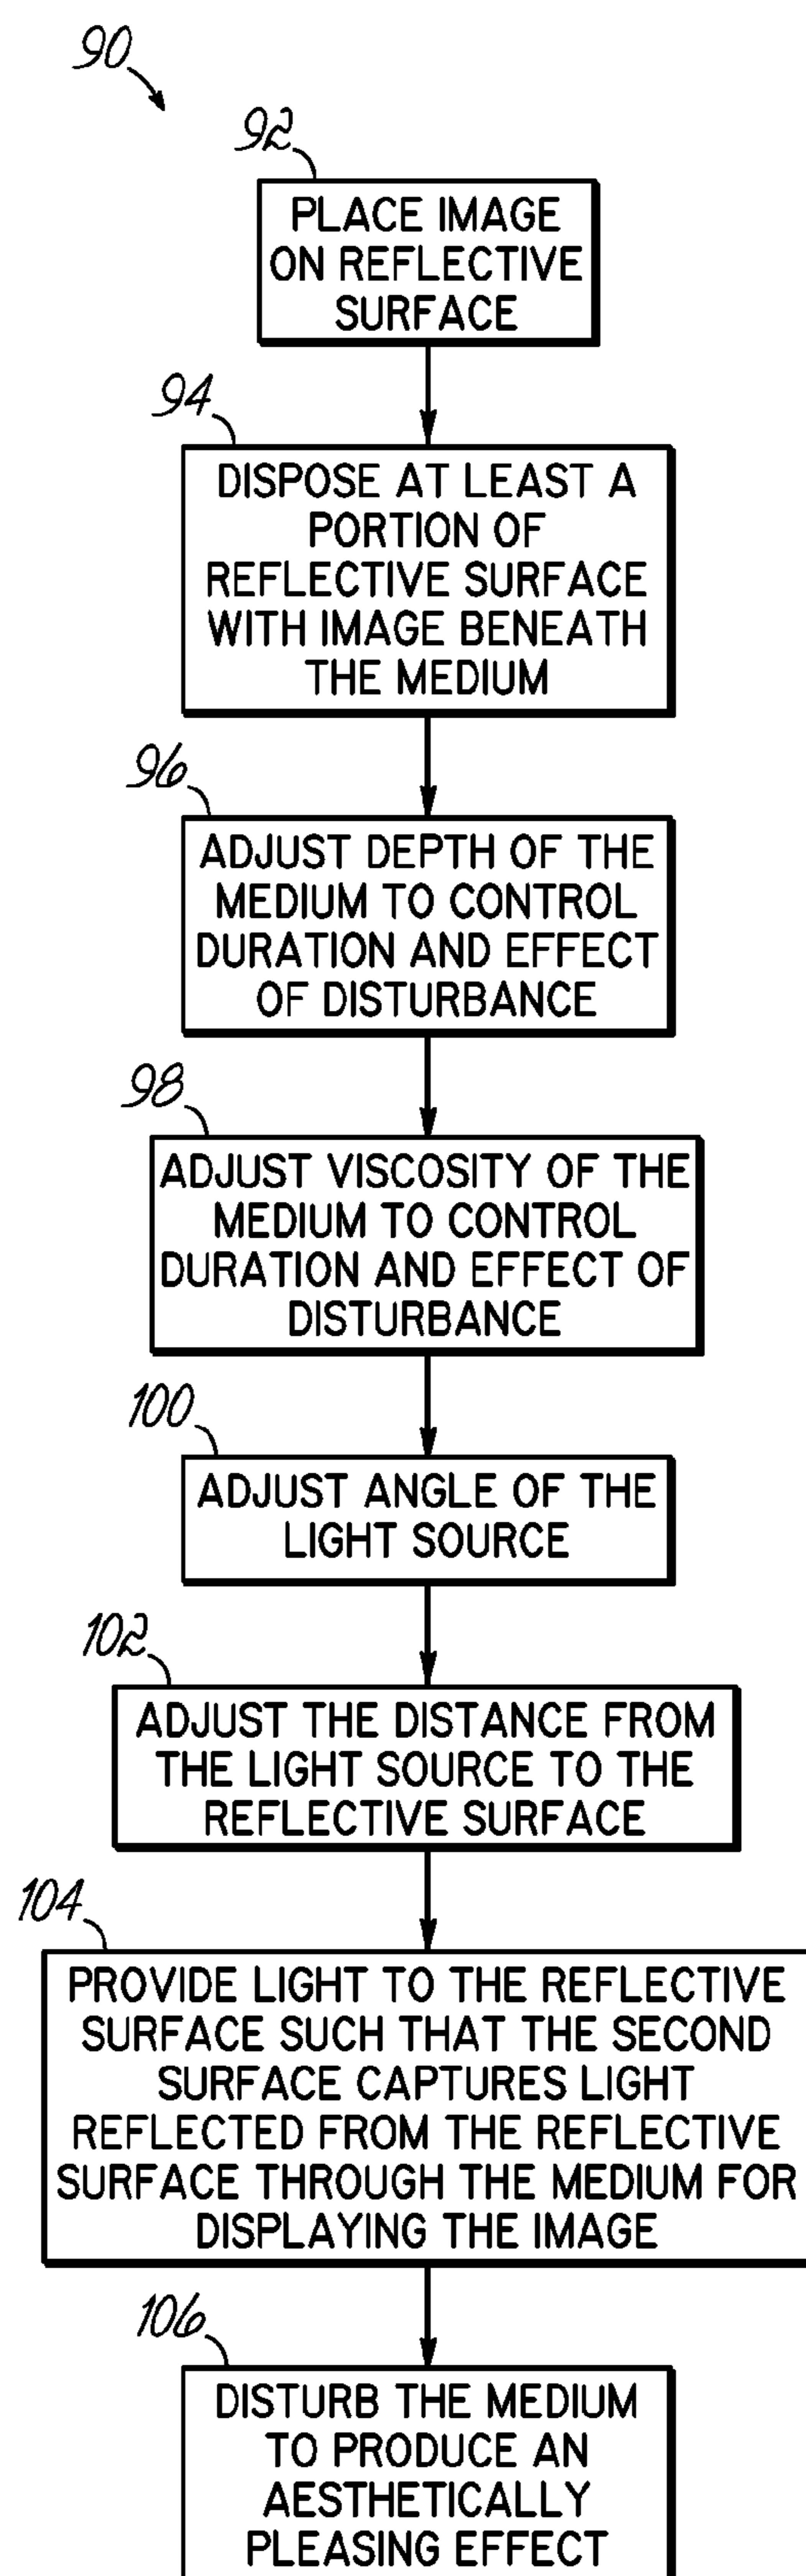 90
92
PLACE IMAGE
ON REFLECTIVE
SURFACE
94
DISPOSE AT LEAST A
PORTION OF
REFLECTIVE SURFACE
WITH IMAGE BENEATH
THE MEDIUM
96
ADJUST DEPTH OF THE
MEDIUM TO CONTROL
DURATION AND EFFECT
OF DISTURBANCE
98
ADJUST VISCOSITY OF THE
MEDIUM TO CONTROL
DURATION AND EFFECT OF
DISTURBANCE
100
ADJUST ANGLE OF THE
LIGHT SOURCE
102
ADJUST THE DISTANCE FROM
THE LIGHT SOURCE TO THE
REFLECTIVE SURFACE
104
PROVIDE LIGHT TO THE REFLECTIVE
SURFACE SUCH THAT THE SECOND
SURFACE CAPTURES LIGHT
REFLECTED FROM THE REFLECTIVE
SURFACE THROUGH THE MEDIUM FOR
DISPLAYING THE IMAGE
106
DISTURB THE MEDIUM
TO PRODUCE AN
AESTHETICALLY
PLEASING EFFECT